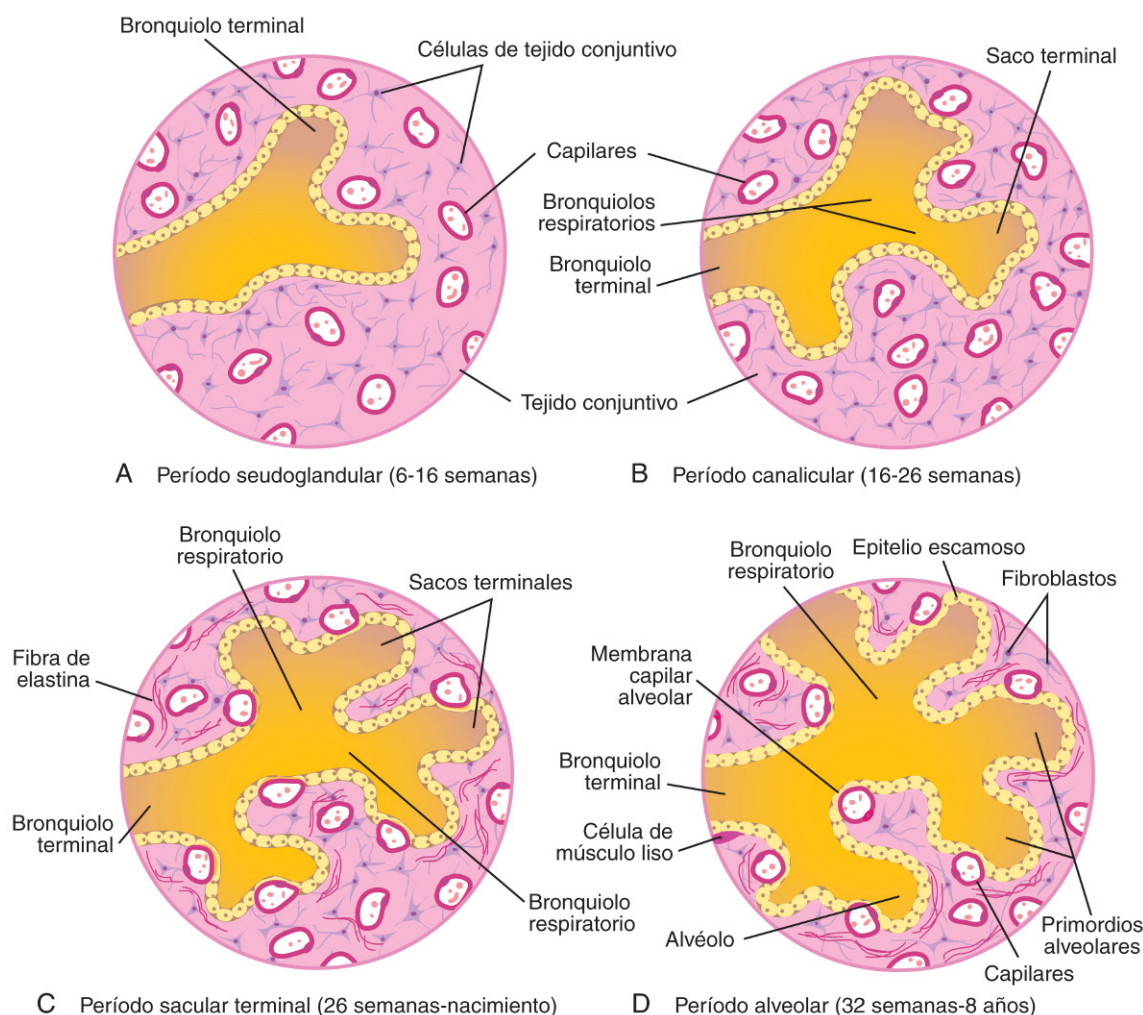 Bronquiolo terminal
Células de tejido conjuntivo
Saco terminal
Capilares
Bronquiolos
respiratorios
Bronquiolo
terminal
Tejido conjuntivo
A Período seudoglandular (6-16 semanas)
B Período canalicular (16-26 semanas)
Bronquiolo
respiratorio
Sacos terminales
Fibra de
elastina
Bronquiolo
terminal
Bronquiolo
respiratorio
C Período sacular terminal (26 semanas-nacimiento)
Bronquiolo
respiratorio
Epitelio escamoso
Fibroblastos
Membrana
capilar
alveolar
Bronquiolo
terminal
Célula de
músculo liso
Alvéolo
Primordios
alveolares
Capilares
D Período alveolar (32 semanas-8 años)